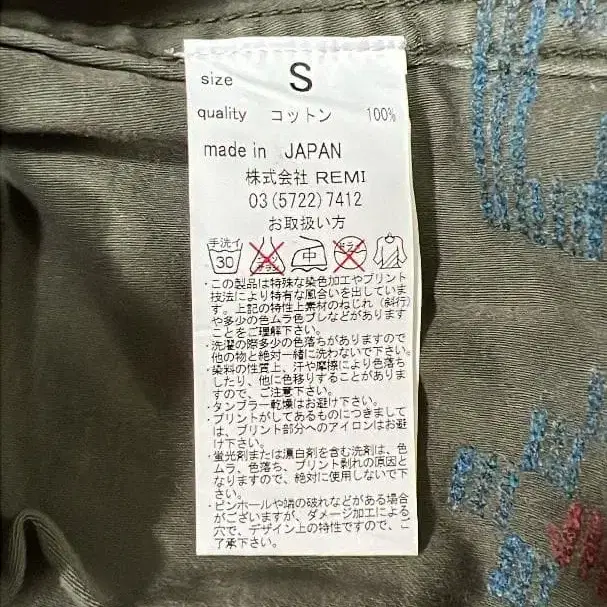 size S
quality コットン 100%
made in JAPAN
株式会社 REMI
03(5722)7412
お取扱い方
手洗イ
30
エンソサラシ
中
ドライ
・この製品は特殊な染色加工やプリント
技法により特有な風合いを出していま
す。上記の特性上素材のねじれ（斜行）
や多少の色ムラ色ブレなどがあります
ことをご理解下さい。
・洗濯の際多少の色落ちがありますので
他の物と絶対一緒に洗わないで下さい。
・染料の性質上、汗や摩擦により色落ち
したり、他に色移りすることがありま
すので、ご注意下さい。
・タンブラー乾燥はお避け下さい。
・プリントがしてあるものにつきまして
は、プリント部分へのアイロンはお避
け下さい。
・蛍光剤または漂白剤を含む洗剤は、色
ムラ、色落ち、プリント剥れの原因と
なりますので、絶対に使用しないで下
さい。
・ピンホールや端の破れなどがある場合
がございますが、ダメージ加工による
穴で、デザイン上の特性ですので、ご
了承下さい。